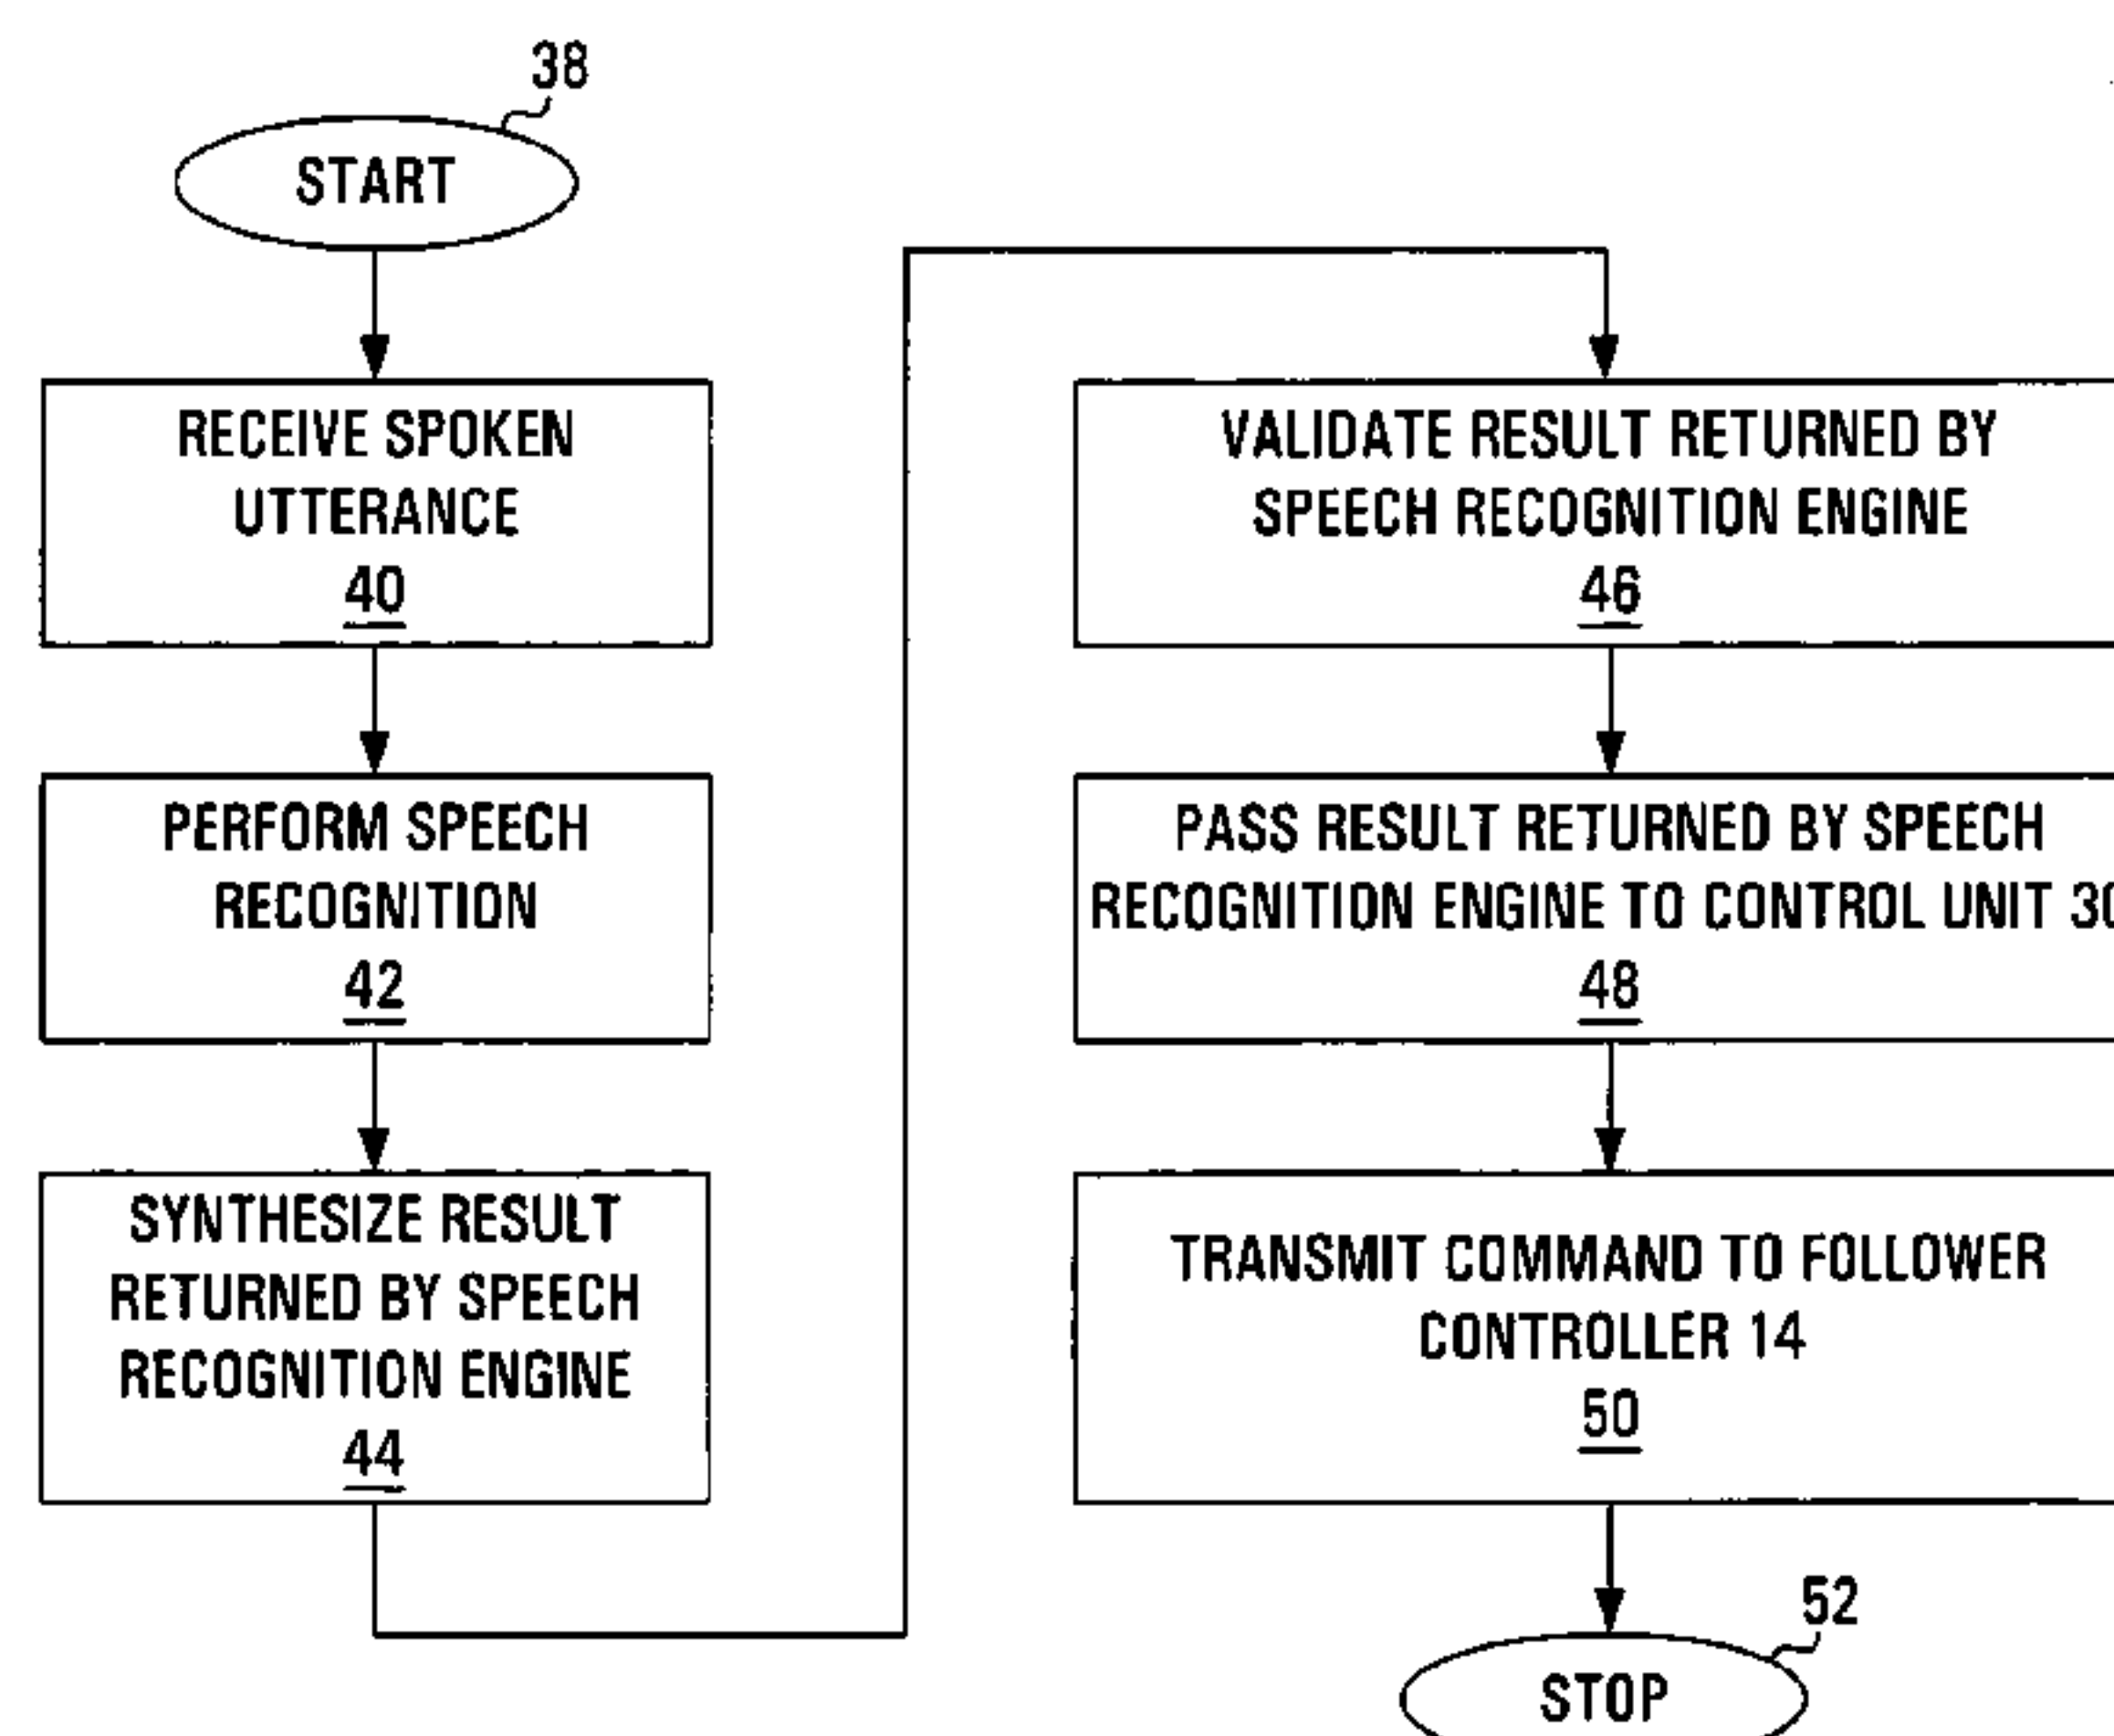 38
START
RECEIVE SPOKEN
UTTERANCE
40
PERFORM SPEECH
RECOGNITION
42
SYNTHESIZE RESULT
RETURNED BY SPEECH
RECOGNITION ENGINE
44
VALIDATE RESULT RETURNED BY
SPEECH RECOGNITION ENGINE
46
PASS RESULT RETURNED BY SPEECH
RECOGNITION ENGINE TO CONTROL UNIT 30
48
TRANSMIT COMMAND TO FOLLOWER
CONTROLLER 14
50
52
STOP